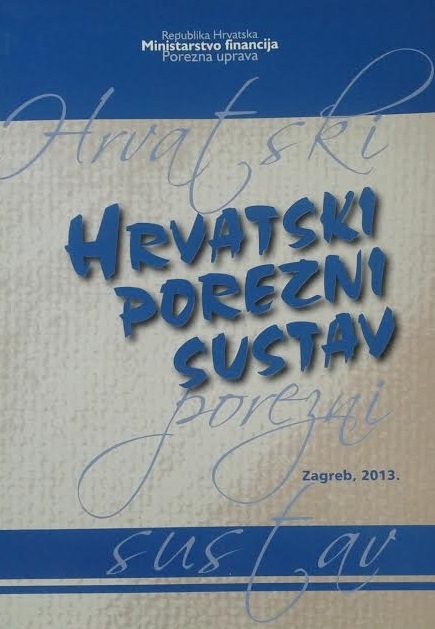 Republika Hrvatska
Ministarstvo financija
Porezna uprava
Hrvatski
HRVATSKI
POREZNI
SUSTAV
porezni
Zagreb, 2013.
sustav